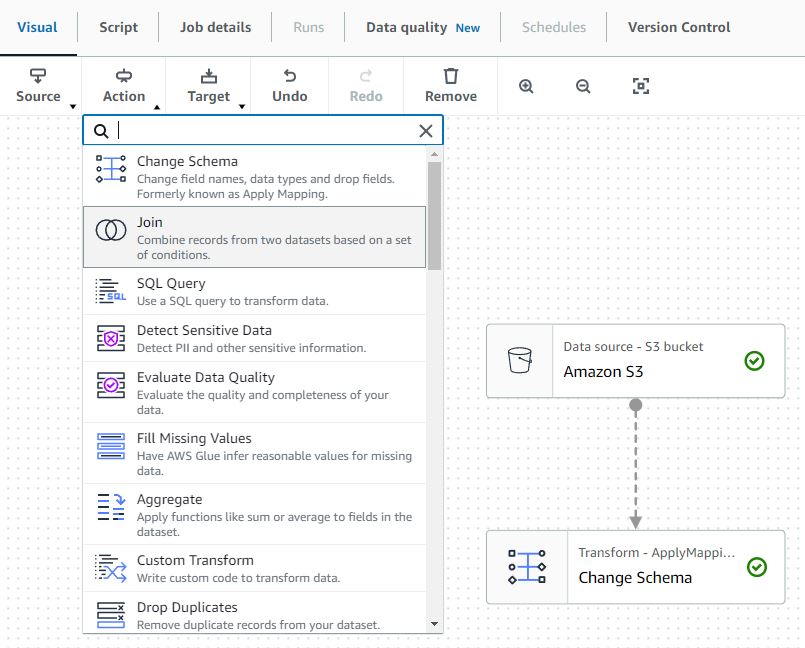 Visual
Script
Job details
Runs
Data quality New
Schedules
Version Control
Source
Action
Target
Undo
Redo
Remove
Change Schema
Change field names, data types and drop fields.
Formerly known as Apply Mapping.
Join
Combine records from two datasets based on a set
of conditions.
SQL Query
Use a SQL query to transform data.
SQL
Detect Sensitive Data
Detect PII and other sensitive information.
Evaluate Data Quality
Evaluate the quality and completeness of your
data.
Fill Missing Values
Have AWS Glue infer reasonable values for missing
data.
Aggregate
Apply functions like sum or average to fields in the
dataset.
Custom Transform
Write custom code to transform data.
Drop Duplicates
Remove duplicate records from your dataset.
Data source - S3 bucket
Amazon S3
Transform - ApplyMappi...
Change Schema